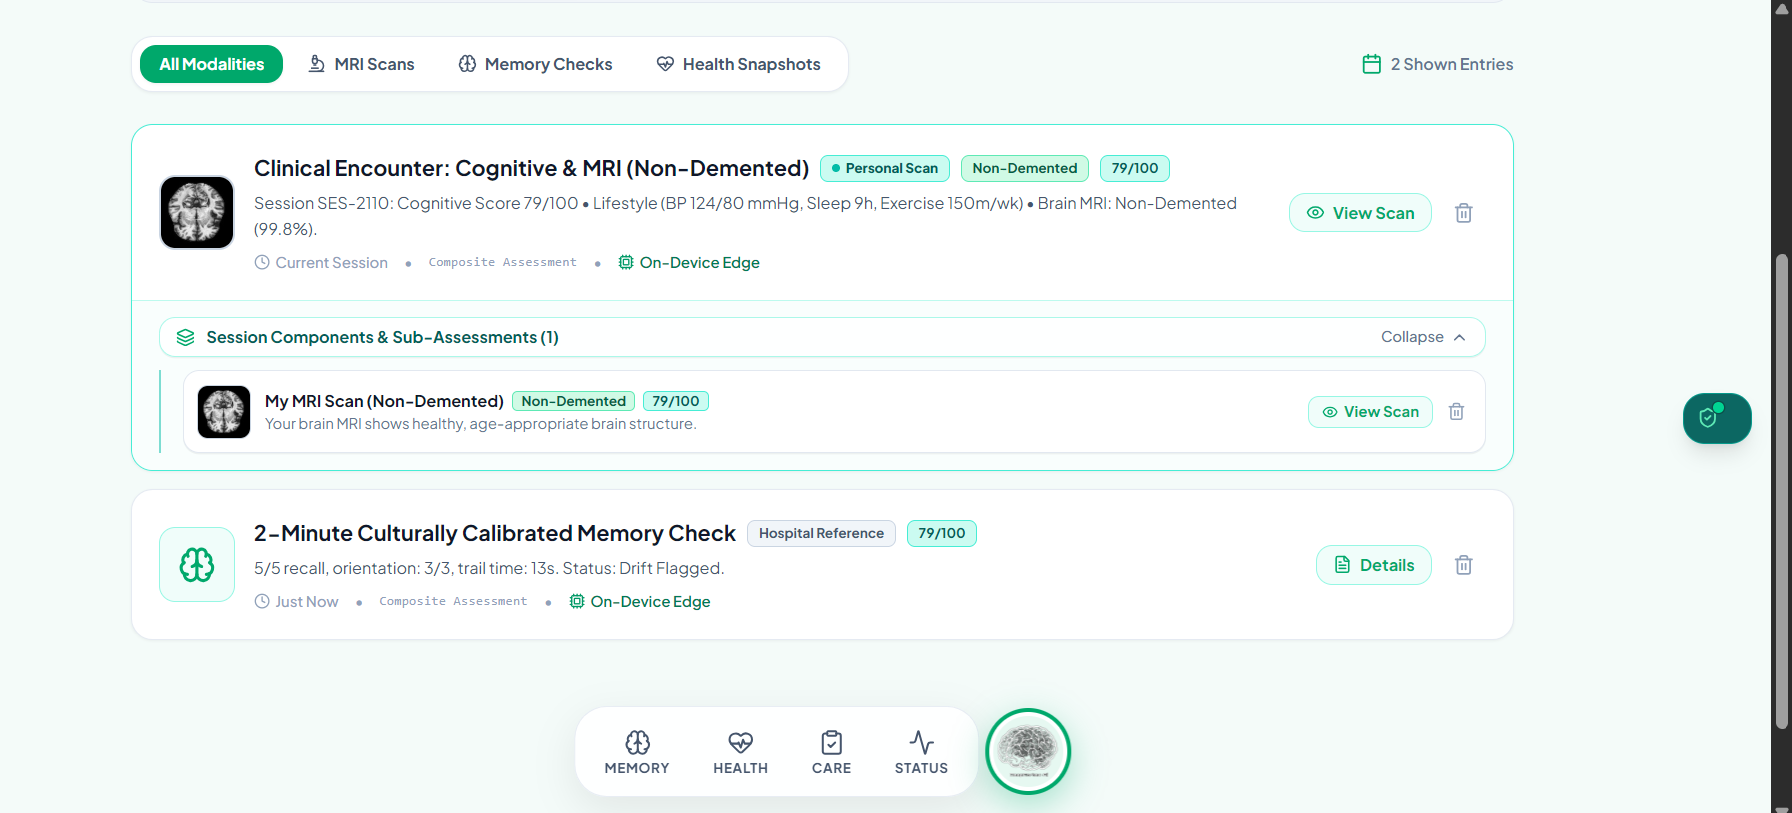 All Modalities
MRI Scans
Memory Checks
Health Snapshots
2 Shown Entries
Clinical Encounter: Cognitive & MRI (Non-Demented)
Personal Scan
Non-Demented
79/100
Session SES-2110: Cognitive Score 79/100 • Lifestyle (BP 124/80 mmHg, Sleep 9h, Exercise 150m/wk) • Brain MRI: Non-Demented
(99.8%).
View Scan
Current Session • Composite Assessment • On-Device Edge
Session Components & Sub-Assessments (1)
Collapse
My MRI Scan (Non-Demented)
Non-Demented
79/100
Your brain MRI shows healthy, age-appropriate brain structure.
View Scan
2-Minute Culturally Calibrated Memory Check
Hospital Reference
79/100
5/5 recall, orientation: 3/3, trail time: 13s. Status: Drift Flagged.
Details
Just Now • Composite Assessment • On-Device Edge
MEMORY
HEALTH
CARE
STATUS